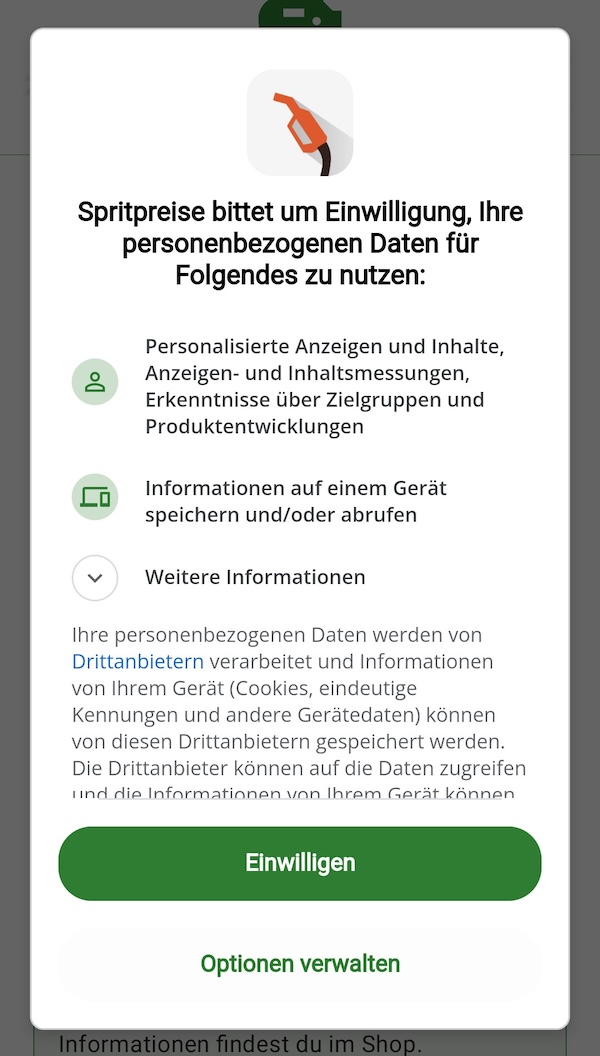 Spritpreise bittet um Einwilligung, Ihre
personenbezogenen Daten für
Folgendes zu nutzen:
Personalisierte Anzeigen und Inhalte,
Anzeigen- und Inhaltsmessungen,
Erkenntnisse über Zielgruppen und
Produktentwicklungen
Informationen auf einem Gerät
speichern und/oder abrufen
Weitere Informationen
Ihre personenbezogenen Daten werden von
Drittanbietern verarbeitet und Informationen
von Ihrem Gerät (Cookies, eindeutige
Kennungen und andere Gerätedaten) können
von diesen Drittanbietern gespeichert werden.
Die Drittanbieter können auf die Daten zugreifen
und die Informationen von Ihrem Gerät können
Einwilligen
Optionen verwalten
Informationen findest du im Shop.